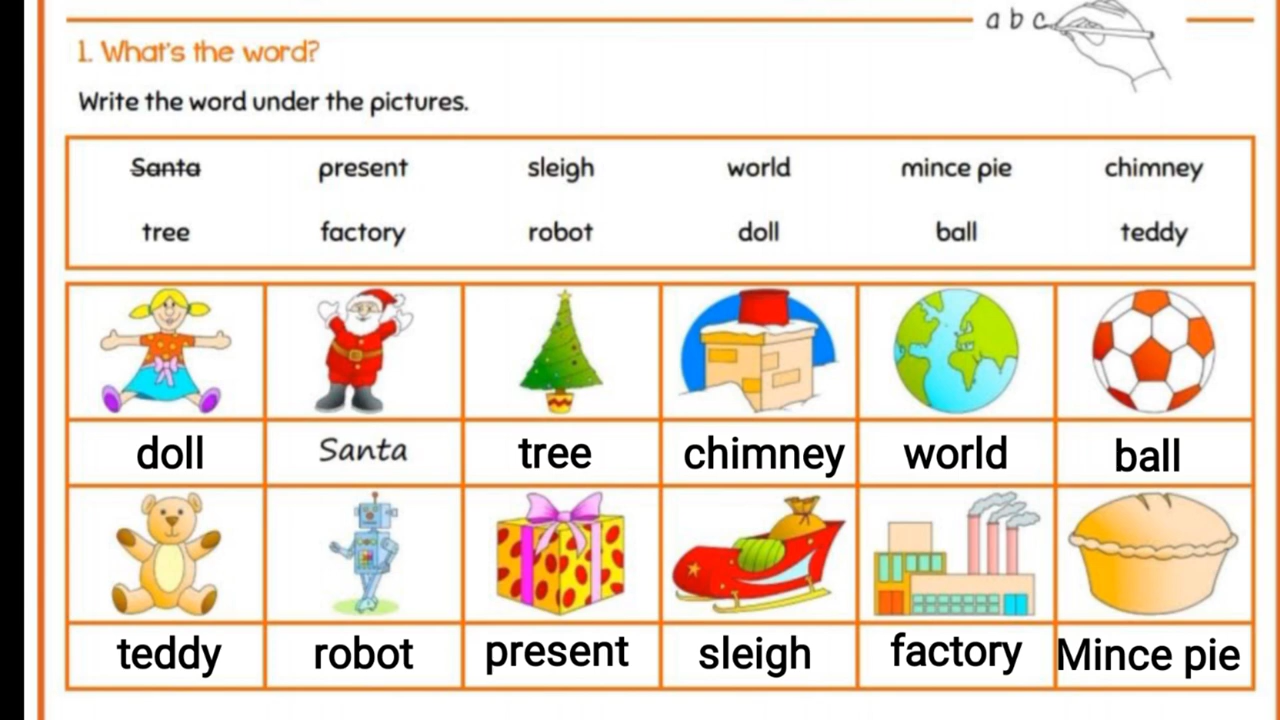 a b c
1. What's the word?
Write the word under the pictures.
Santa present sleigh world mince pie chimney
tree factory robot doll ball teddy
doll Santa tree chimney world ball
teddy robot present sleigh factory Mince pie